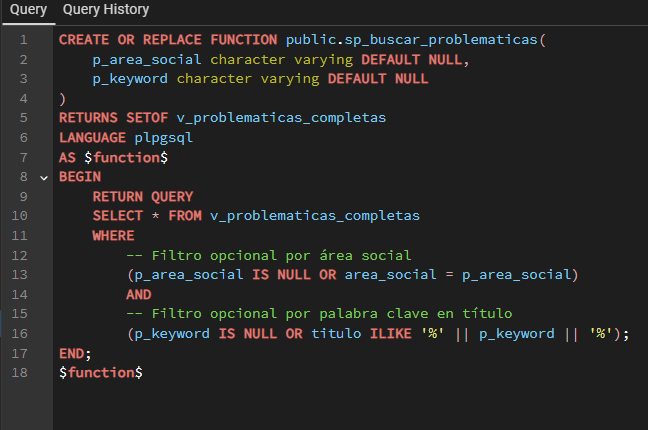 Query Query History
1 CREATE OR REPLACE FUNCTION public.sp_buscar_problematicas(
2 p_area_social character varying DEFAULT NULL,
3 p_keyword character varying DEFAULT NULL
4 )
5 RETURNS SETOF v_problematicas_completas
6 LANGUAGE plpgsql
7 AS $function$
8 BEGIN
9 RETURN QUERY
10 SELECT * FROM v_problematicas_completas
11 WHERE
12 -- Filtro opcional por área social
13 (p_area_social IS NULL OR area_social = p_area_social)
14 AND
15 -- Filtro opcional por palabra clave en título
16 (p_keyword IS NULL OR titulo ILIKE '%' || p_keyword || '%');
17 END;
18 $function$